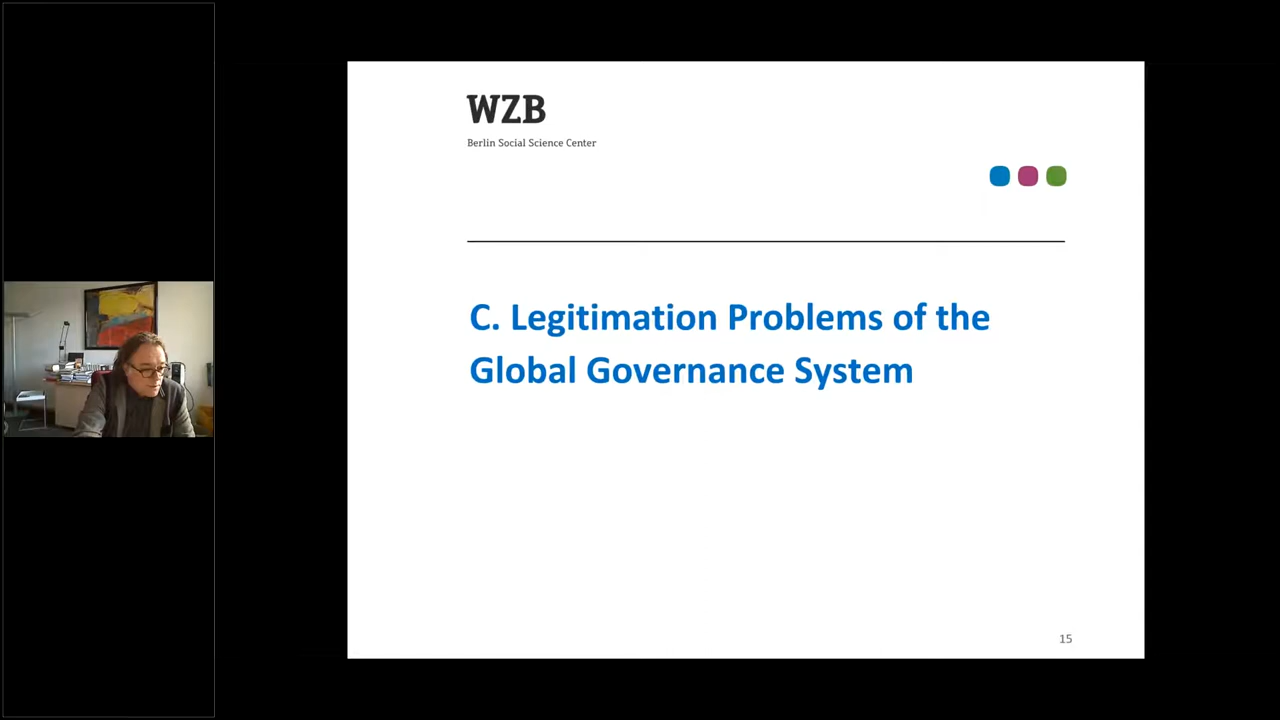 WZB
Berlin Social Science Center
C. Legitimation Problems of the
Global Governance System
15